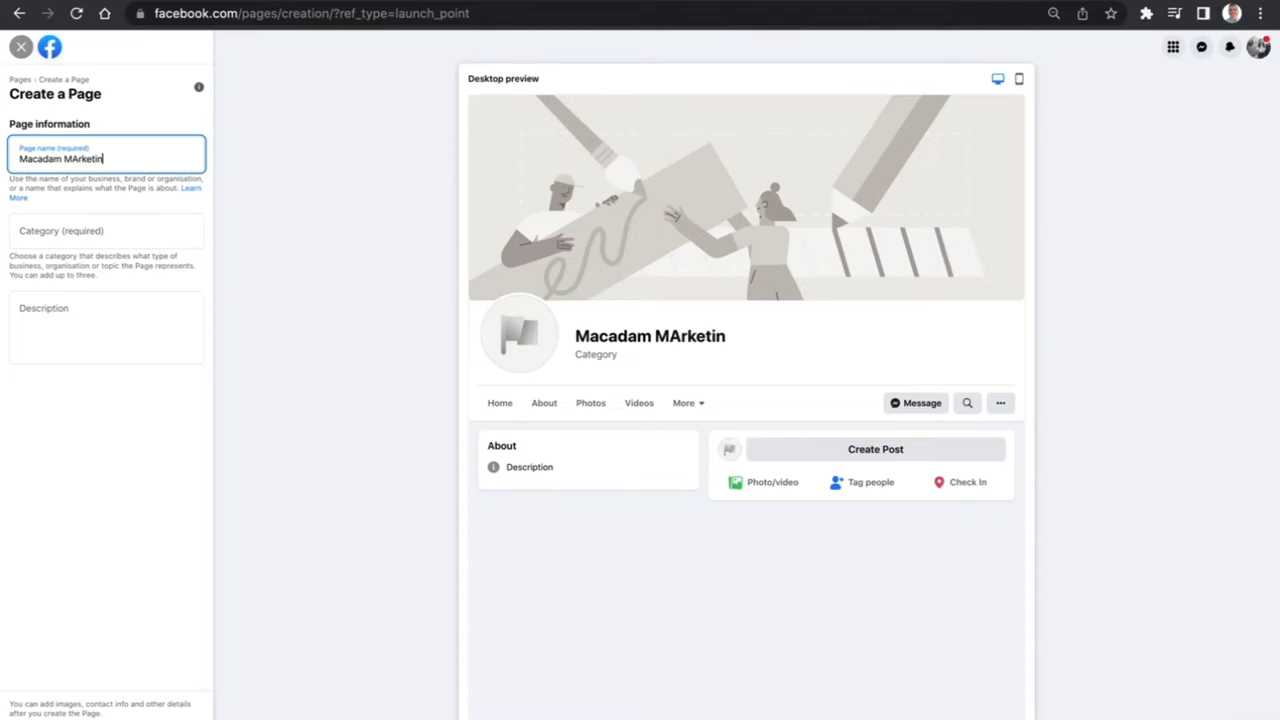 facebook.com/pages/creation/?ref_type=launch_point
Pages › Create a Page
Create a Page
Page information
Page name (required)
Macadam MArketin
Use the name of your business, brand or organisation,
or a name that explains what the Page is about. Learn
More
Category (required)
Choose a category that describes what type of
business, organisation or topic the Page represents.
You can add up to three.
Description
You can add images, contact info and other details
after you create the Page.
Desktop preview
Macadam MArketin
Category
Home About Photos Videos More
Message
About
Description
Create Post
Photo/video Tag people Check In